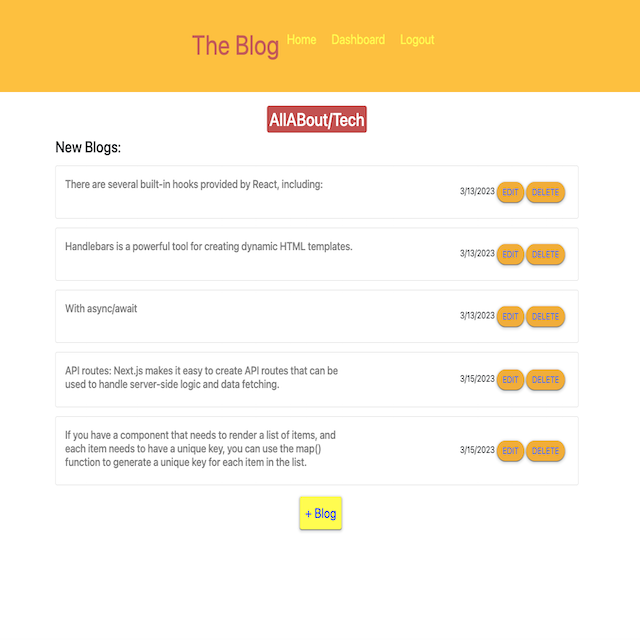 The Blog Home Dashboard Logout
AllABout/Tech
New Blogs:
There are several built-in hooks provided by React, including: 3/13/2023 EDIT DELETE
Handlebars is a powerful tool for creating dynamic HTML templates. 3/13/2023 EDIT DELETE
With async/await 3/13/2023 EDIT DELETE
API routes: Next.js makes it easy to create API routes that can be
used to handle server-side logic and data fetching.
3/15/2023 EDIT DELETE
If you have a component that needs to render a list of items, and
each item needs to have a unique key, you can use the map()
function to generate a unique key for each item in the list.
3/15/2023 EDIT DELETE
+ Blog